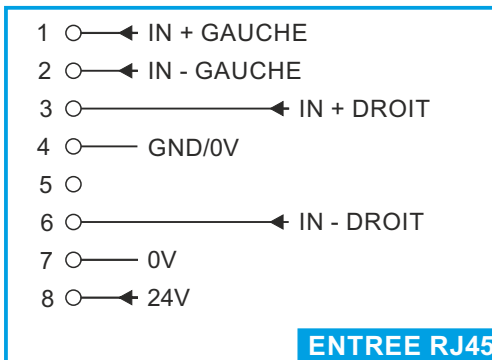 1 IN + GAUCHE
2 IN - GAUCHE
3 IN + DROIT
4 GND/0V
5
6 IN - DROIT
7 0V
8 24V
ENTREE RJ45